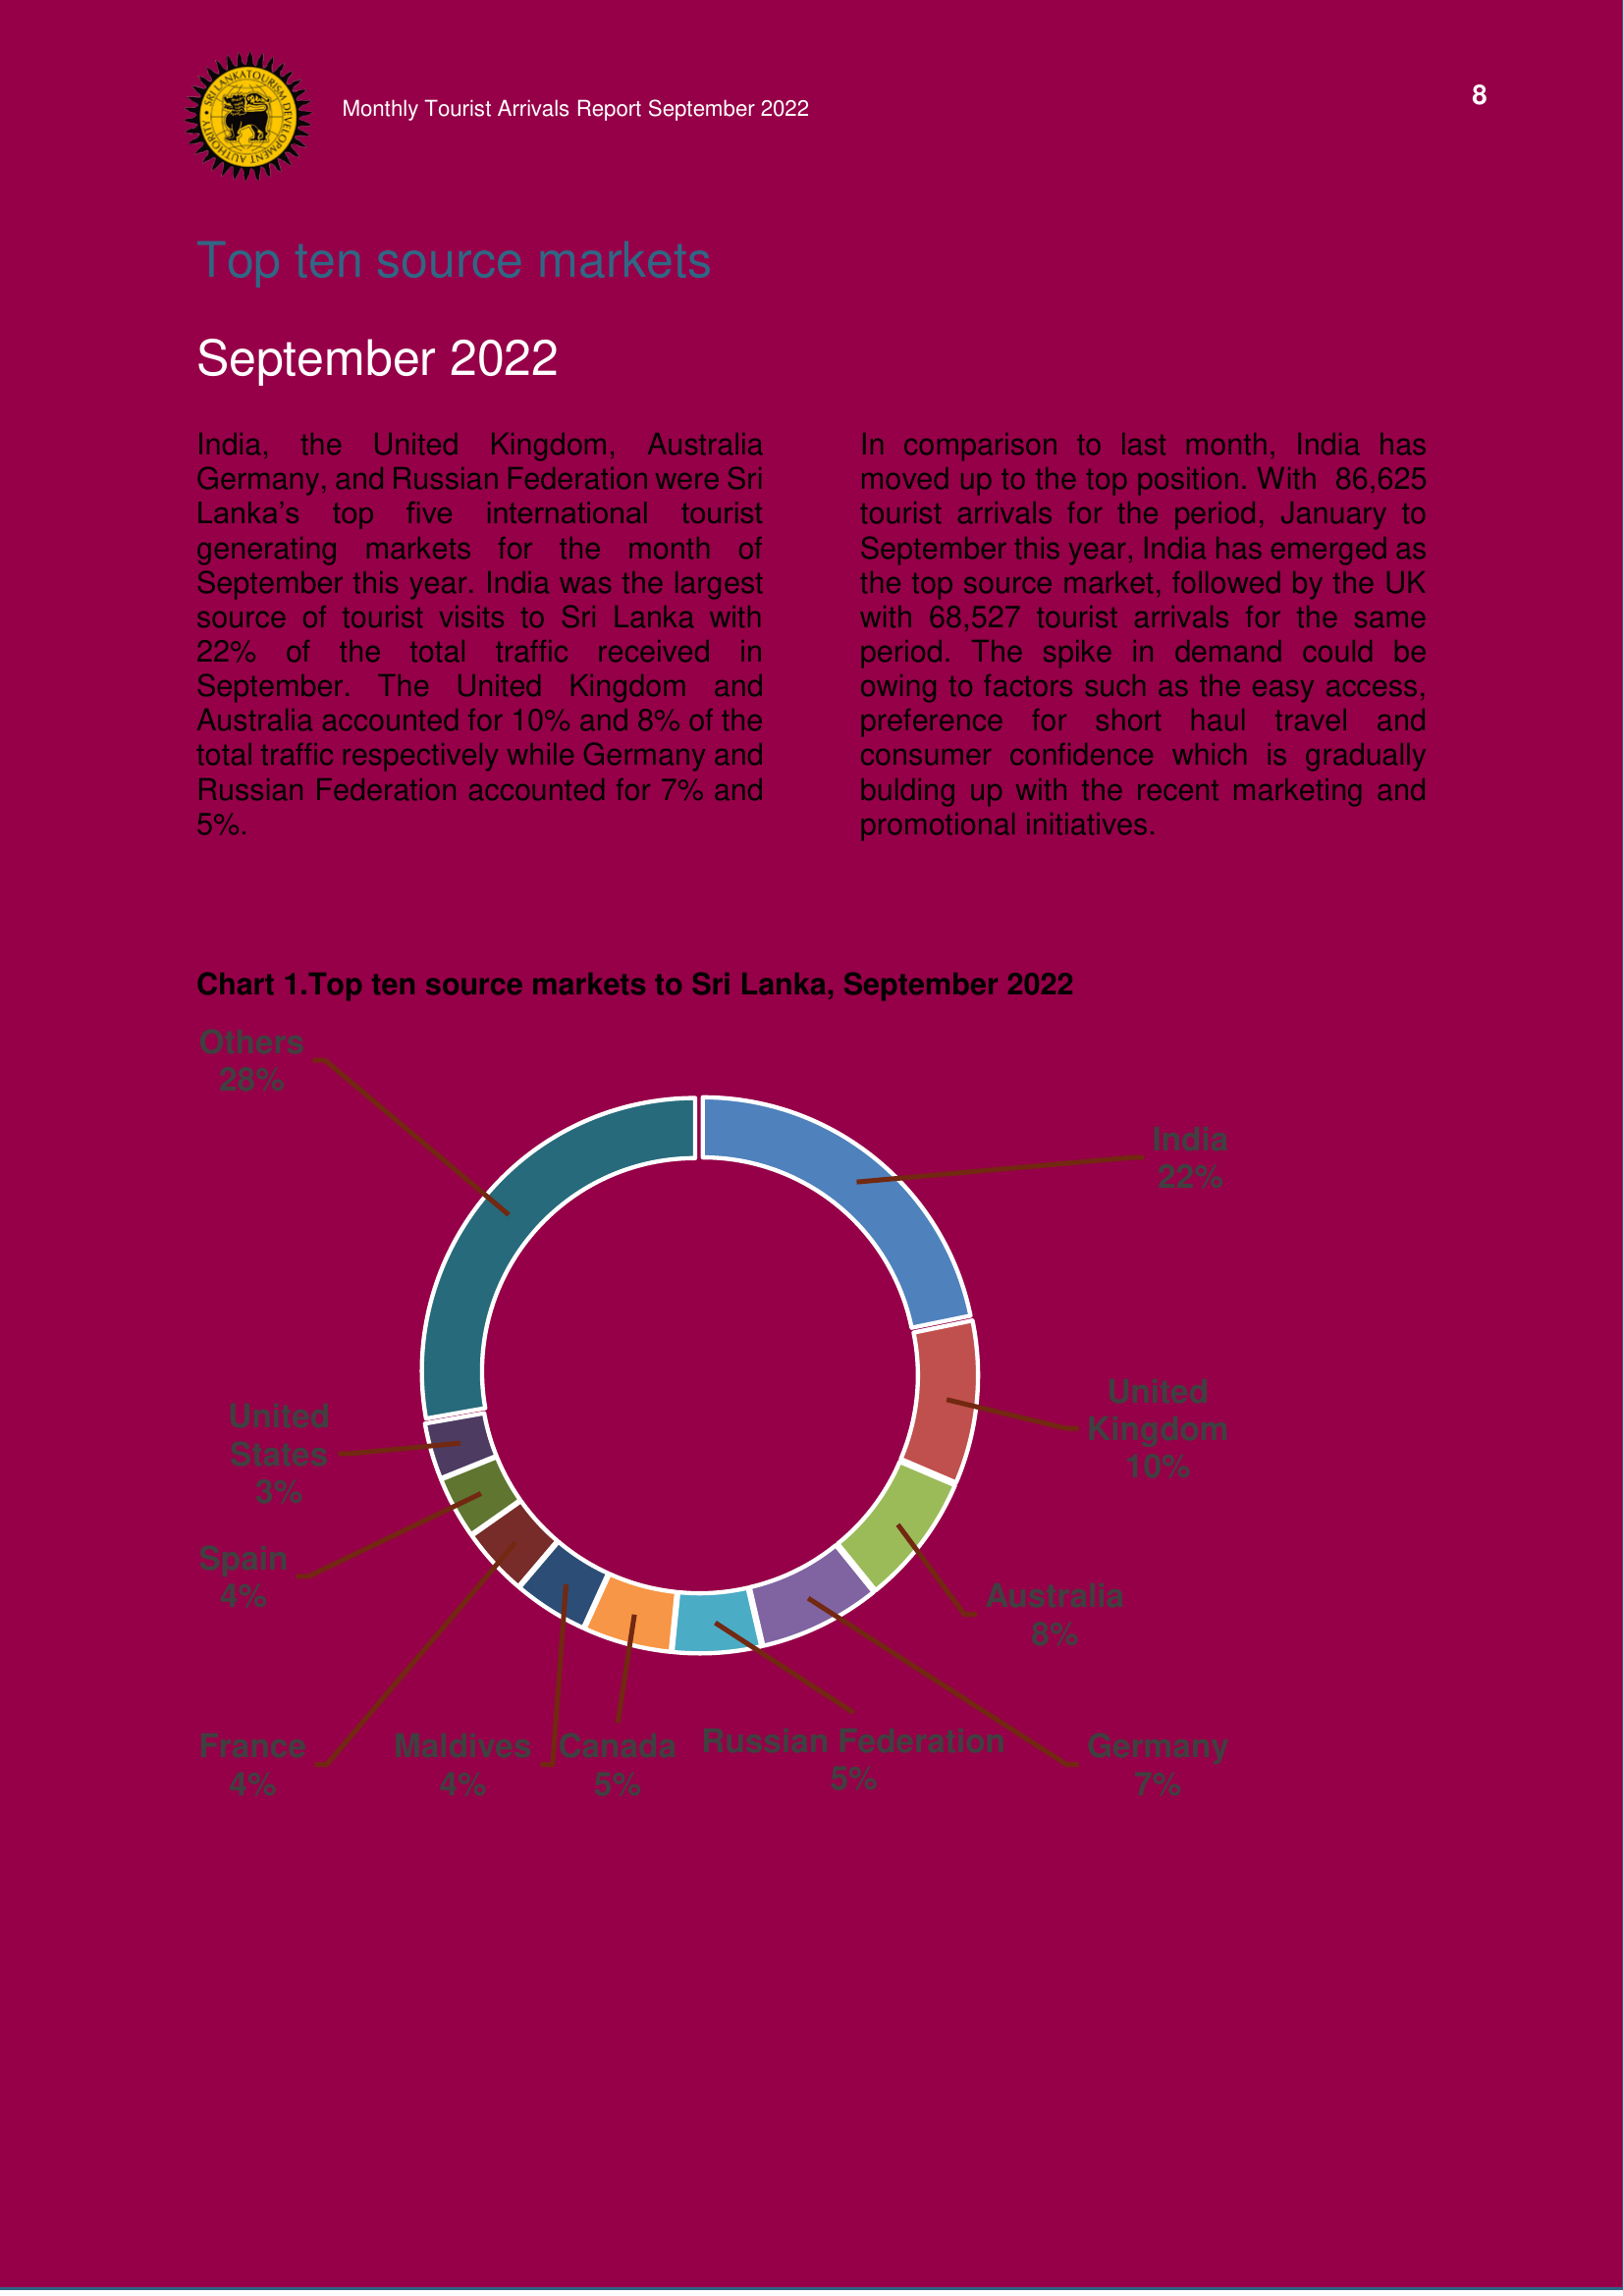 SRI LANKA TOURISM DEVELOPMENT AUTHORITY
Monthly Tourist Arrivals Report September 2022
8
Top ten source markets
September 2022
India, the United Kingdom, Australia
Germany, and Russian Federation were Sri
Lanka's top five international tourist
generating markets for the month of
September this year. India was the largest
source of tourist visits to Sri Lanka with
22% of the total traffic received in
September. The United Kingdom and
Australia accounted for 10% and 8% of the
total traffic respectively while Germany and
Russian Federation accounted for 7% and
5%.
In comparison to last month, India has
moved up to the top position. With 86,625
tourist arrivals for the period, January to
September this year, India has emerged as
the top source market, followed by the UK
with 68,527 tourist arrivals for the same
period. The spike in demand could be
owing to factors such as the easy access,
preference for short haul travel and
consumer confidence which is gradually
bulding up with the recent marketing and
promotional initiatives.
Chart 1.Top ten source markets to Sri Lanka, September 2022
Others
28%
India
22%
United
Kingdom
10%
United
States
3%
Spain
4%
Australia
8%
France
4%
Maldives
4%
Canada
5%
Russian Federation
5%
Germany
7%